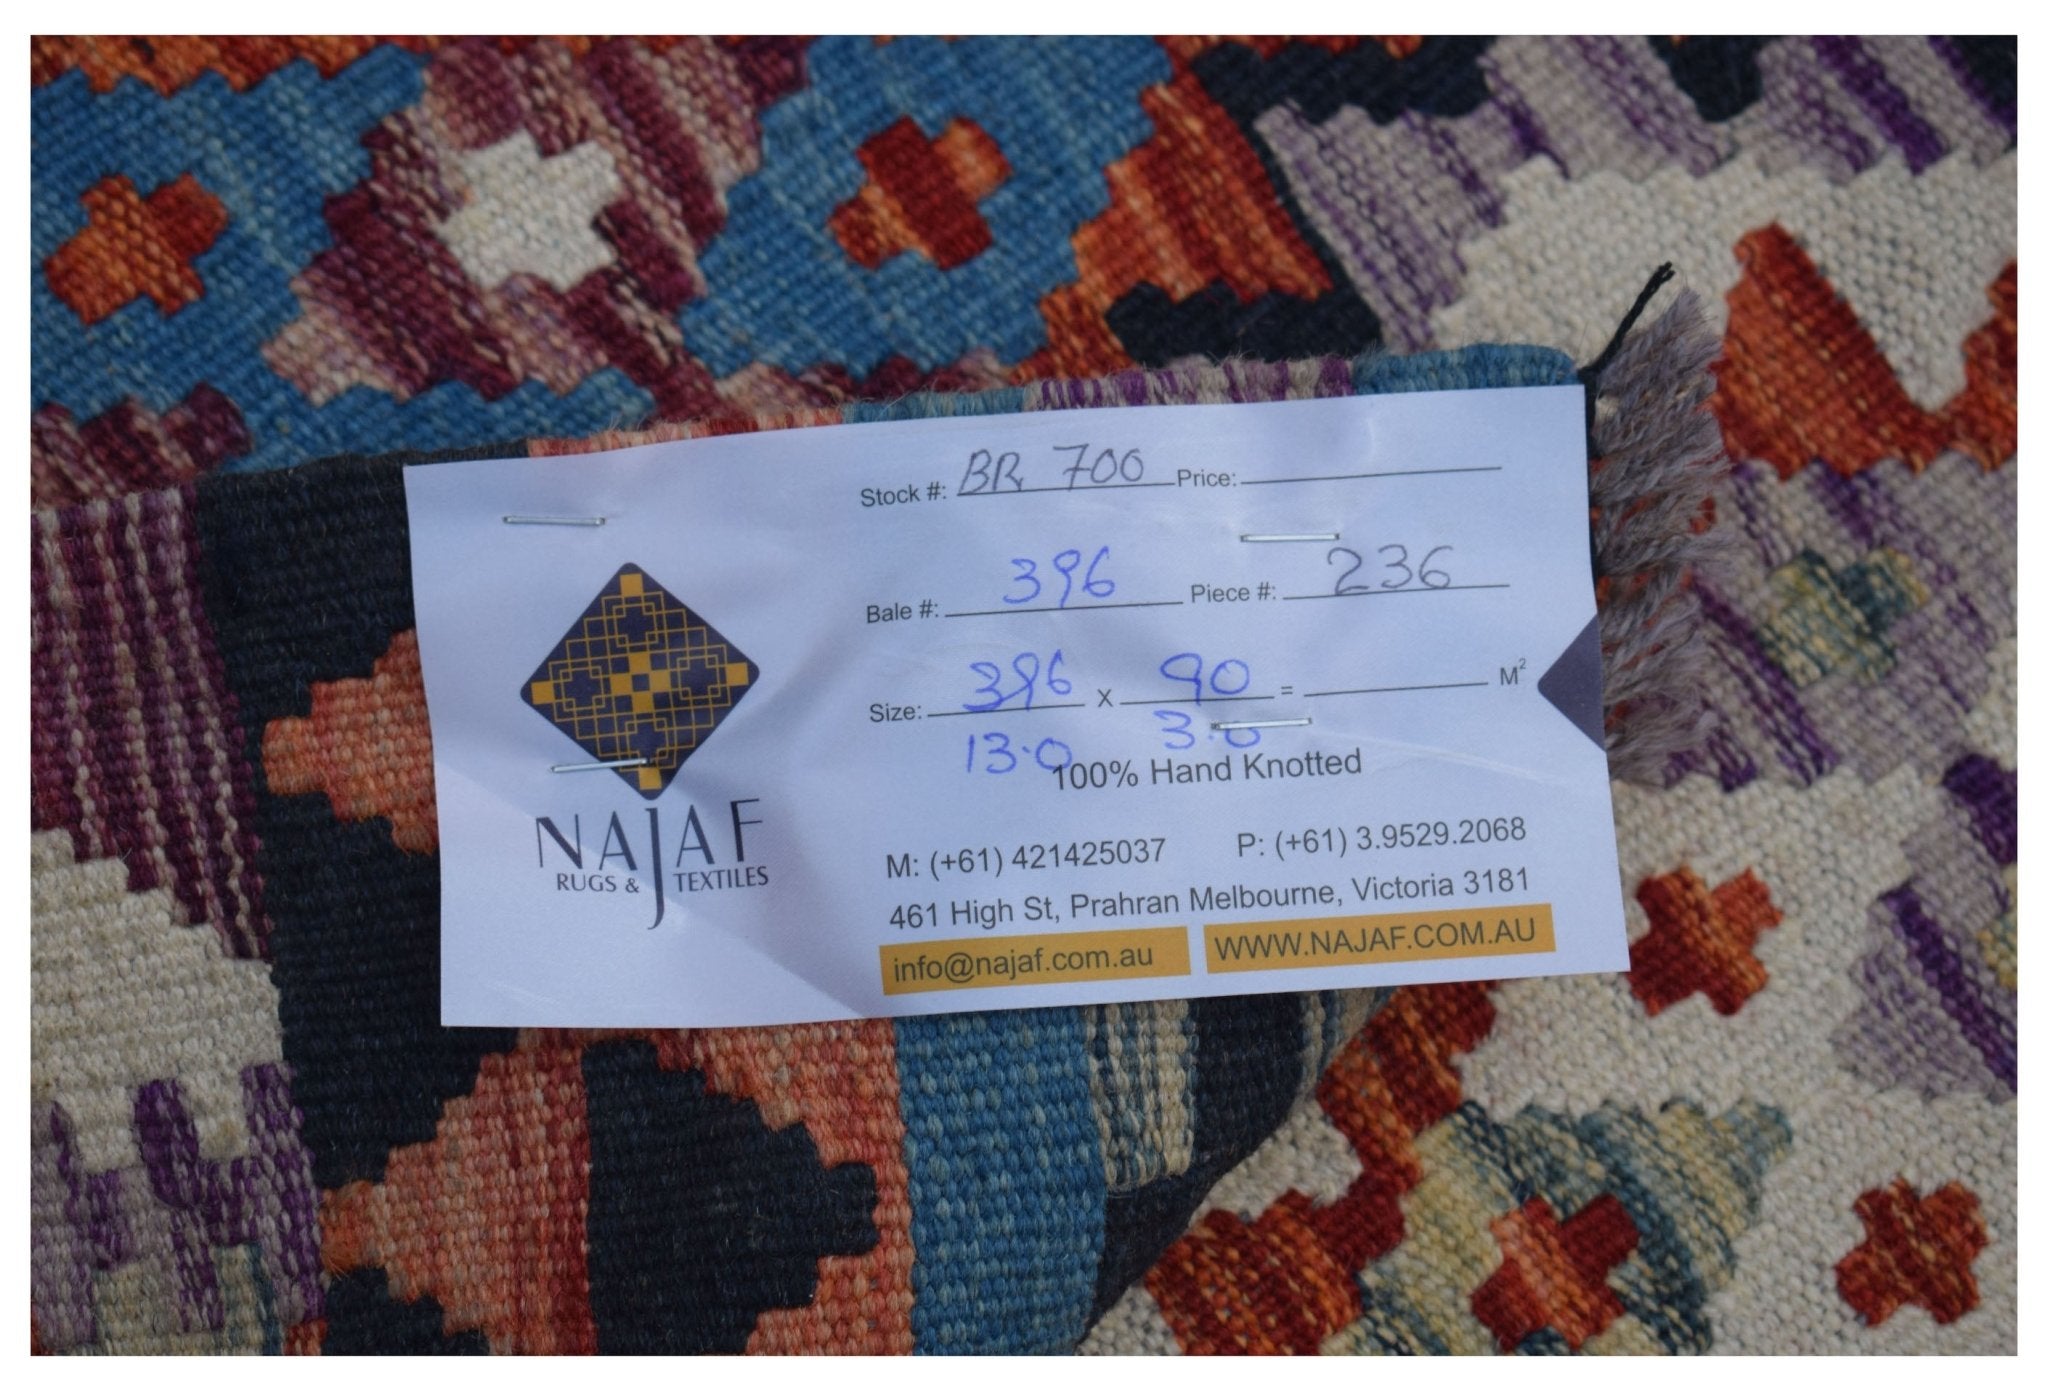 Stock #: BR 700 Price:
Bale #: 396 Piece #: 236
Size: 396 x 90 = M²
13.0 3.0
100% Hand Knotted
NAJAF
RUGS & TEXTILES
M: (+61) 421425037 P: (+61) 3.9529.2068
461 High St, Prahran Melbourne, Victoria 3181
info@najaf.com.au WWW.NAJAF.COM.AU